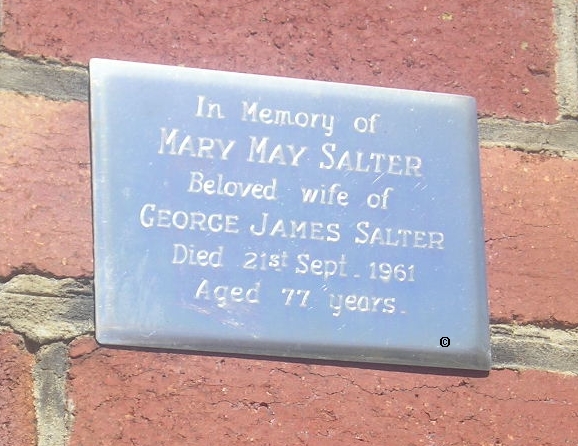 In Memory of
MARY MAY SALTER
Beloved wife of
GEORGE JAMES SALTER
Died 21st Sept. 1961
Aged 77 years.
©